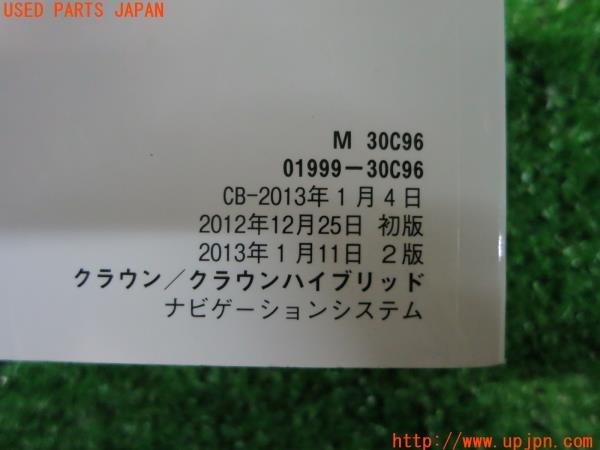 USED PARTS JAPAN
M 30C96
01999-30C96
CB-2013年1月4日
2012年12月25日 初版
2013年1月11日 2版
クラウン/クラウンハイブリッド
ナビゲーションシステム
http://www.upjpn.com/